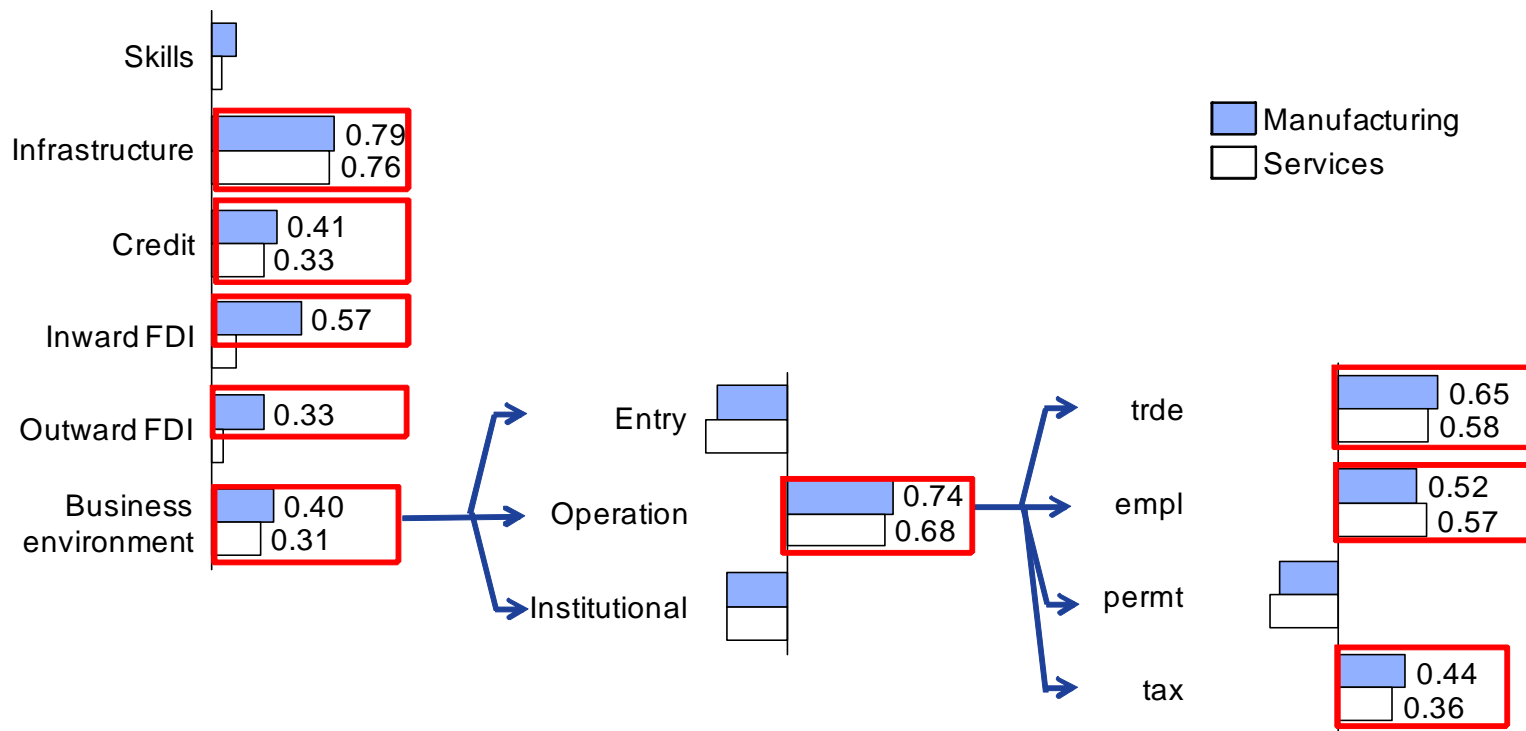 Skills
Infrastructure
0.79
0.76
Credit
0.41
0.33
Inward FDI
0.57
Outward FDI
0.33
Business
environment
0.40
0.31
Entry
Operation
0.74
0.68
Institutional
Manufacturing
Services
trde
0.65
0.58
empl
0.52
0.57
permt
tax
0.44
0.36